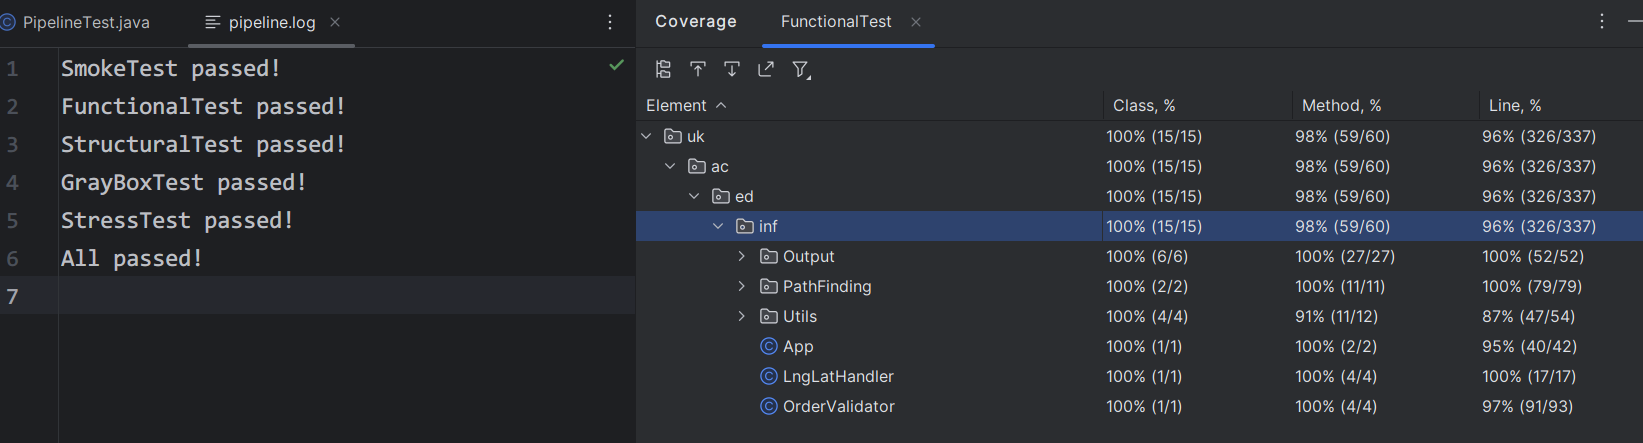 PipelineTest.java pipeline.log
1 SmokeTest passed!
2 FunctionalTest passed!
3 StructuralTest passed!
4 GrayBoxTest passed!
5 StressTest passed!
6 All passed!
7
Coverage FunctionalTest
Element Class, % Method, % Line, %
uk 100% (15/15) 98% (59/60) 96% (326/337)
ac 100% (15/15) 98% (59/60) 96% (326/337)
ed 100% (15/15) 98% (59/60) 96% (326/337)
inf 100% (15/15) 98% (59/60) 96% (326/337)
Output 100% (6/6) 100% (27/27) 100% (52/52)
PathFinding 100% (2/2) 100% (11/11) 100% (79/79)
Utils 100% (4/4) 91% (11/12) 87% (47/54)
App 100% (1/1) 100% (2/2) 95% (40/42)
LngLatHandler 100% (1/1) 100% (4/4) 100% (17/17)
OrderValidator 100% (1/1) 100% (4/4) 97% (91/93)